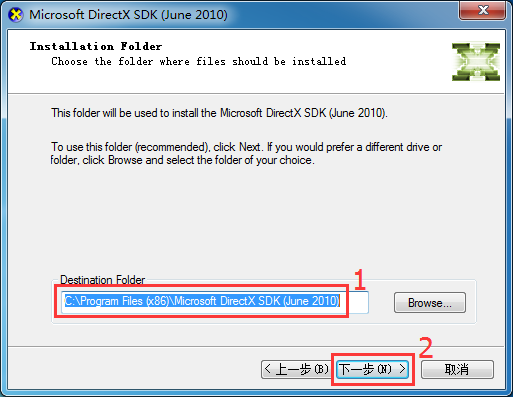 Microsoft DirectX SDK (June 2010)
Installation Folder
Choose the folder where files should be installed
This folder will be used to install the Microsoft DirectX SDK (June 2010).
To use this folder (recommended), click Next. If you would prefer a different drive or
folder, click Browse and select the folder of your choice.
Destination Folder
1
C:\Program Files (x86)\Microsoft DirectX SDK (June 2010)
Browse...
2
< 上一步(B)
下一步(N) >
取消